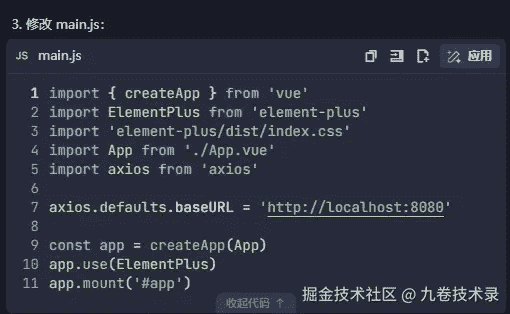 3. 修改 main.js：
JS main.js 应用
1 import { createApp } from 'vue'
2 import ElementPlus from 'element-plus'
3 import 'element-plus/dist/index.css'
4 import App from './App.vue'
5 import axios from 'axios'
6
7 axios.defaults.baseURL = 'http://localhost:8080'
8
9 const app = createApp(App)
10 app.use(ElementPlus)
11 app.mount('#app')
收起代码 ↑
掘金技术社区 @ 九卷技术录